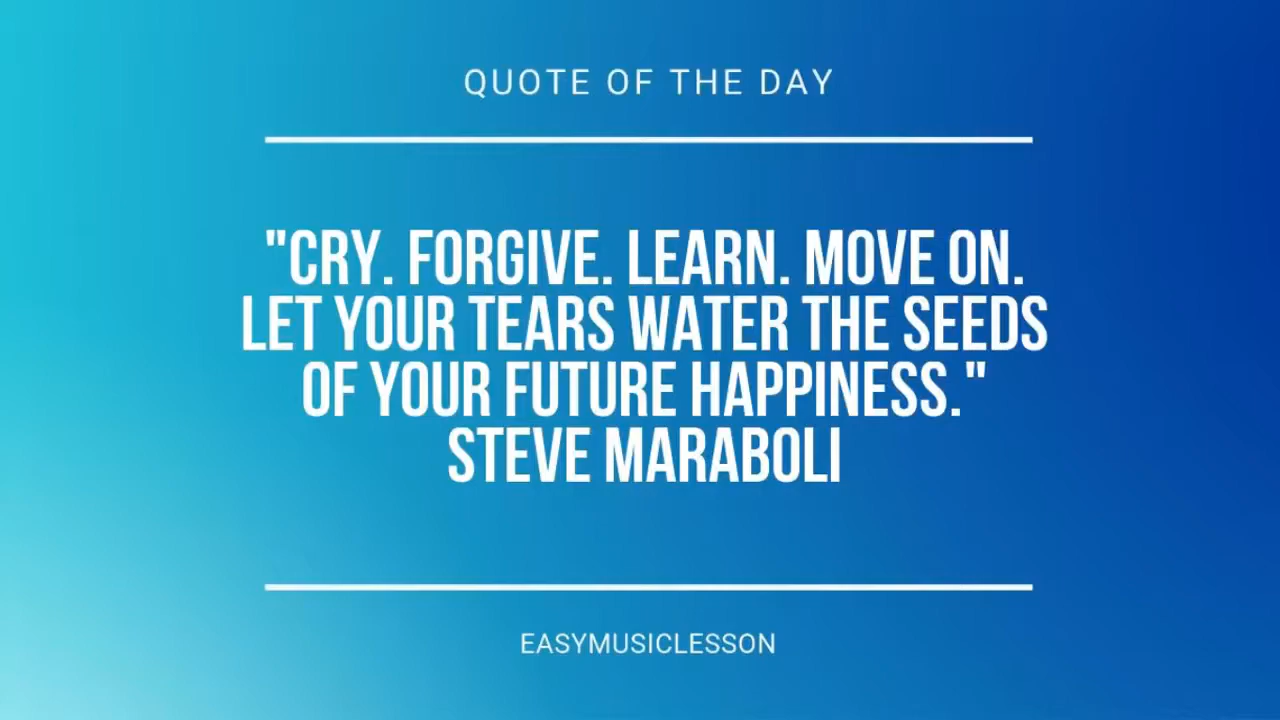 QUOTE OF THE DAY
"CRY. FORGIVE. LEARN. MOVE ON.
LET YOUR TEARS WATER THE SEEDS
OF YOUR FUTURE HAPPINESS."
STEVE MARABOLI
EASYMUSICLESSON